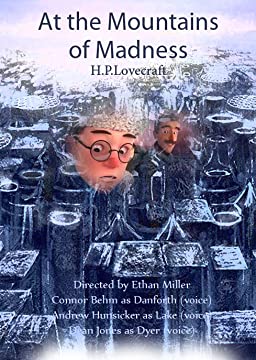 At the Mountains
of Madness
H.P.Lovecraft
Directed by Ethan Miller
Connor Behm as Danforth (voice)
Andrew Hunsicker as Lake (voice)
Dean Jones as Dyer (voice)